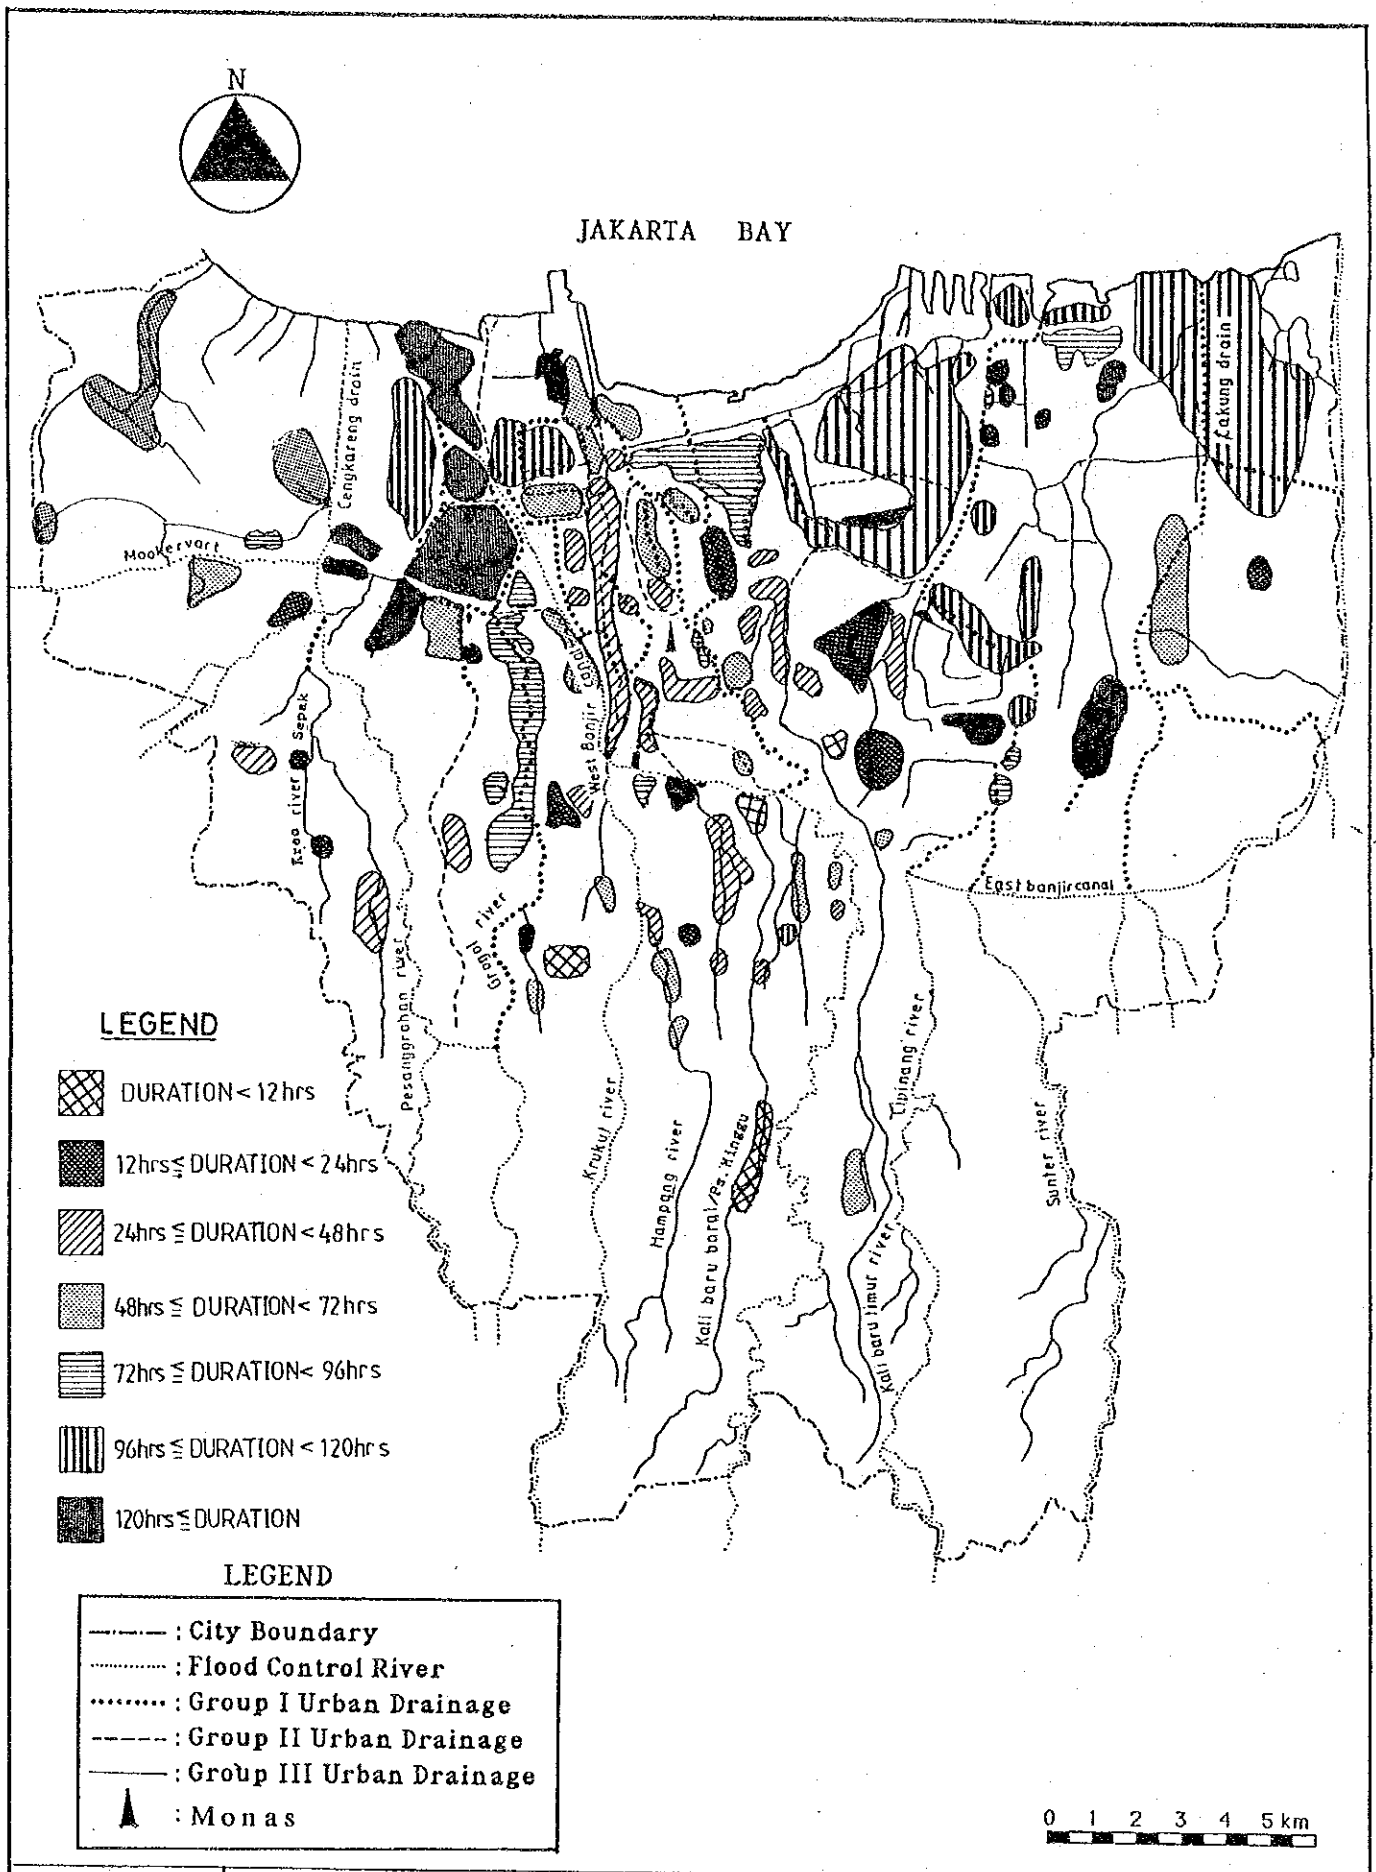 N
JAKARTA BAY
Cengkareng drain
Cakung drain
Mookervart
Sepak
Kroo river
West Banjir canal
East banjir canal
Grogol river
Pesanggrahan river
Krukut river
Mampang river
Kali baru barat/Ps. Minggu
Kali baru timur river
Cipinang river
Sunter river
LEGEND
DURATION < 12hrs
12hrs ≦ DURATION < 24hrs
24hrs ≦ DURATION < 48hrs
48hrs ≦ DURATION < 72hrs
72hrs ≦ DURATION < 96hrs
96hrs ≦ DURATION < 120hrs
120hrs ≦ DURATION
LEGEND
: City Boundary
: Flood Control River
: Group I Urban Drainage
: Group II Urban Drainage
: Group III Urban Drainage
: Monas
0 1 2 3 4 5 km